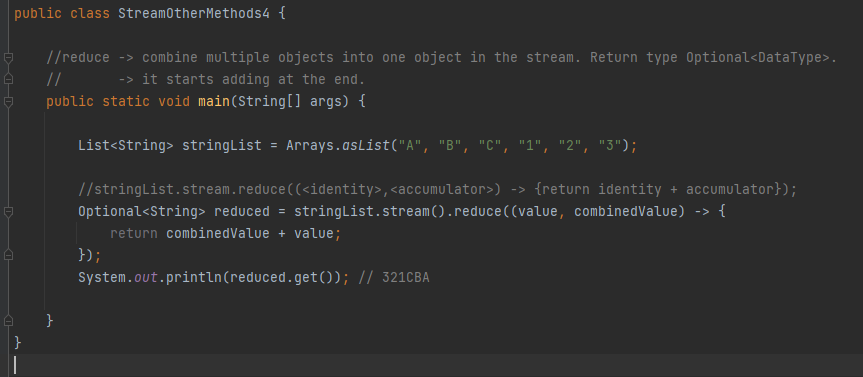 public class StreamOtherMethods4 {
//reduce -> combine multiple objects into one object in the stream. Return type Optional<DataType>.
//       -> it starts adding at the end.
public static void main(String[] args) {
List<String> stringList = Arrays.asList("A", "B", "C", "1", "2", "3");
//stringList.stream.reduce((<identity>,<accumulator>) -> {return identity + accumulator});
Optional<String> reduced = stringList.stream().reduce((value, combinedValue) -> {
return combinedValue + value;
});
System.out.println(reduced.get()); // 321CBA
}
}